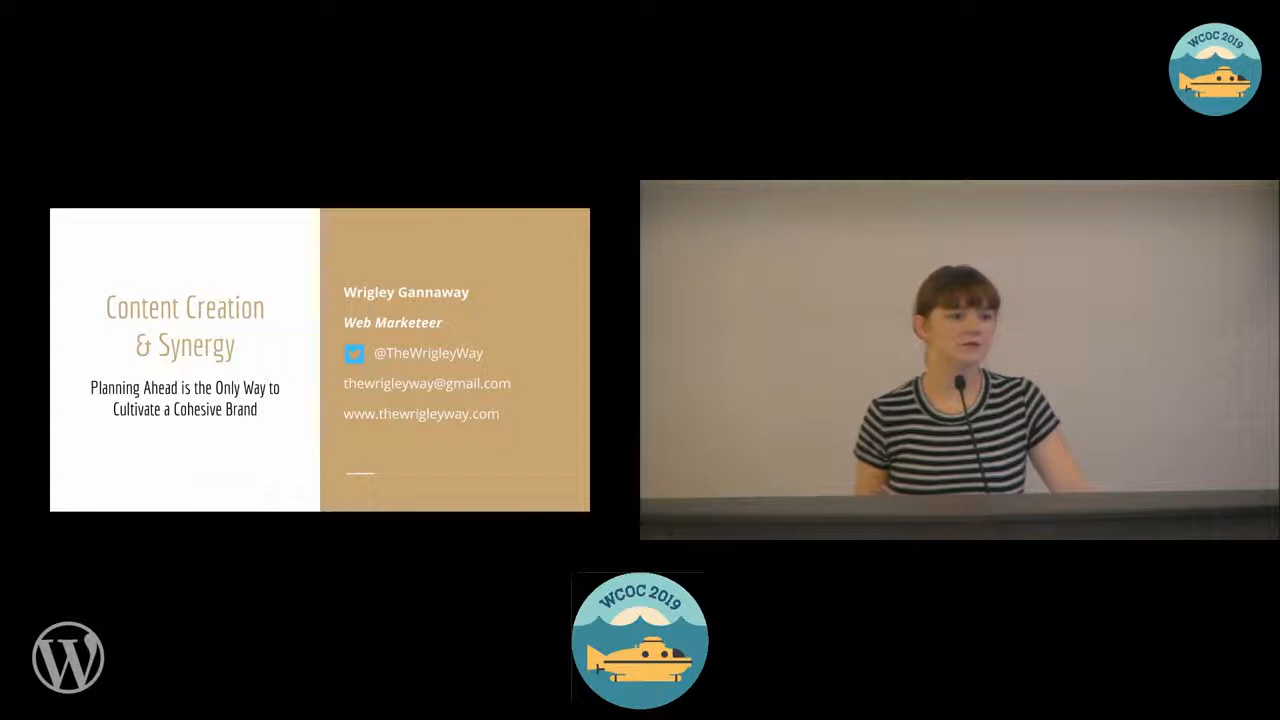 WCOC 2019
Content Creation
& Synergy
Planning Ahead is the Only Way to
Cultivate a Cohesive Brand
Wrigley Gannaway
Web Marketeer
@TheWrigleyWay
thewrigleyway@gmail.com
www.thewrigleyway.com
WCOC 2019
W